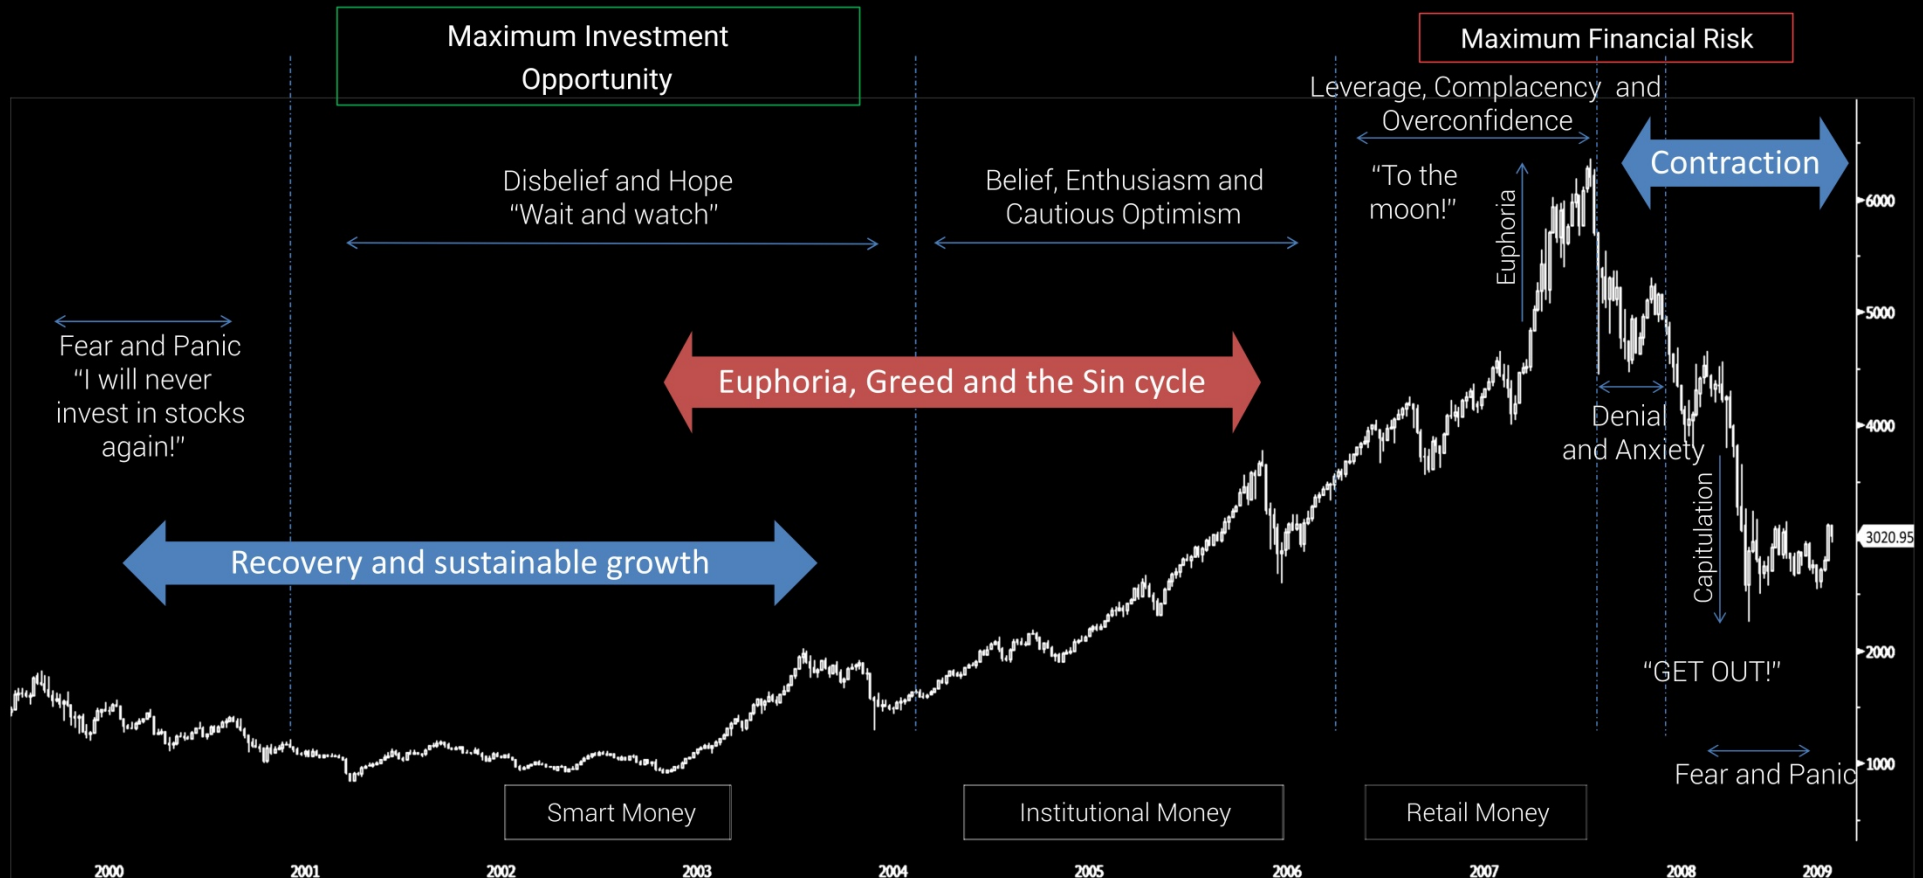 Maximum Investment
Opportunity
Maximum Financial Risk
Leverage, Complacency and
Overconfidence
Contraction
Disbelief and Hope
“Wait and watch”
Belief, Enthusiasm and
Cautious Optimism
“To the
moon!”
Euphoria
Fear and Panic
“I will never
invest in stocks
again!”
Euphoria, Greed and the Sin cycle
Denial
and Anxiety
Recovery and sustainable growth
Capitulation
“GET OUT!”
Fear and Panic
6000
5000
4000
3020.95
2000
1000
Smart Money
Institutional Money
Retail Money
2000
2001
2002
2003
2004
2005
2006
2007
2008
2009